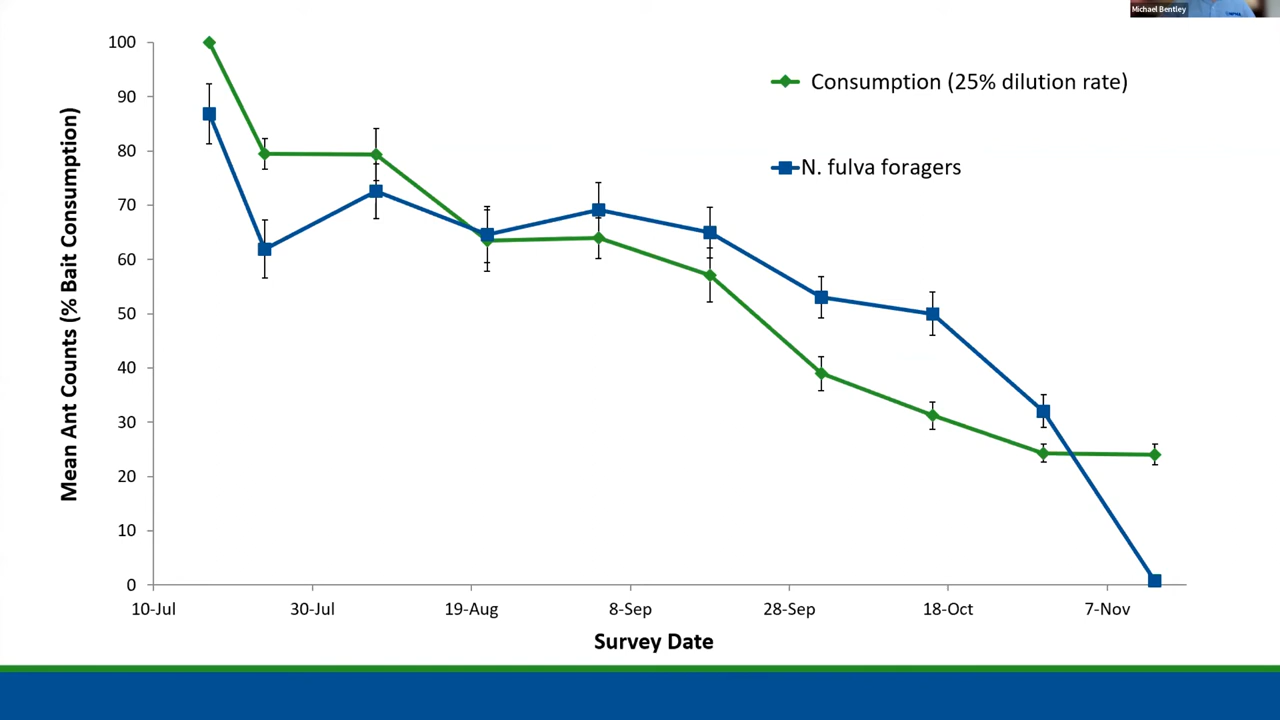 Michael Bentley
100
90
80
70
60
50
40
30
20
10
0
Mean Ant Counts (% Bait Consumption)
Consumption (25% dilution rate)
N. fulva foragers
10-Jul 30-Jul 19-Aug 8-Sep 28-Sep 18-Oct 7-Nov
Survey Date